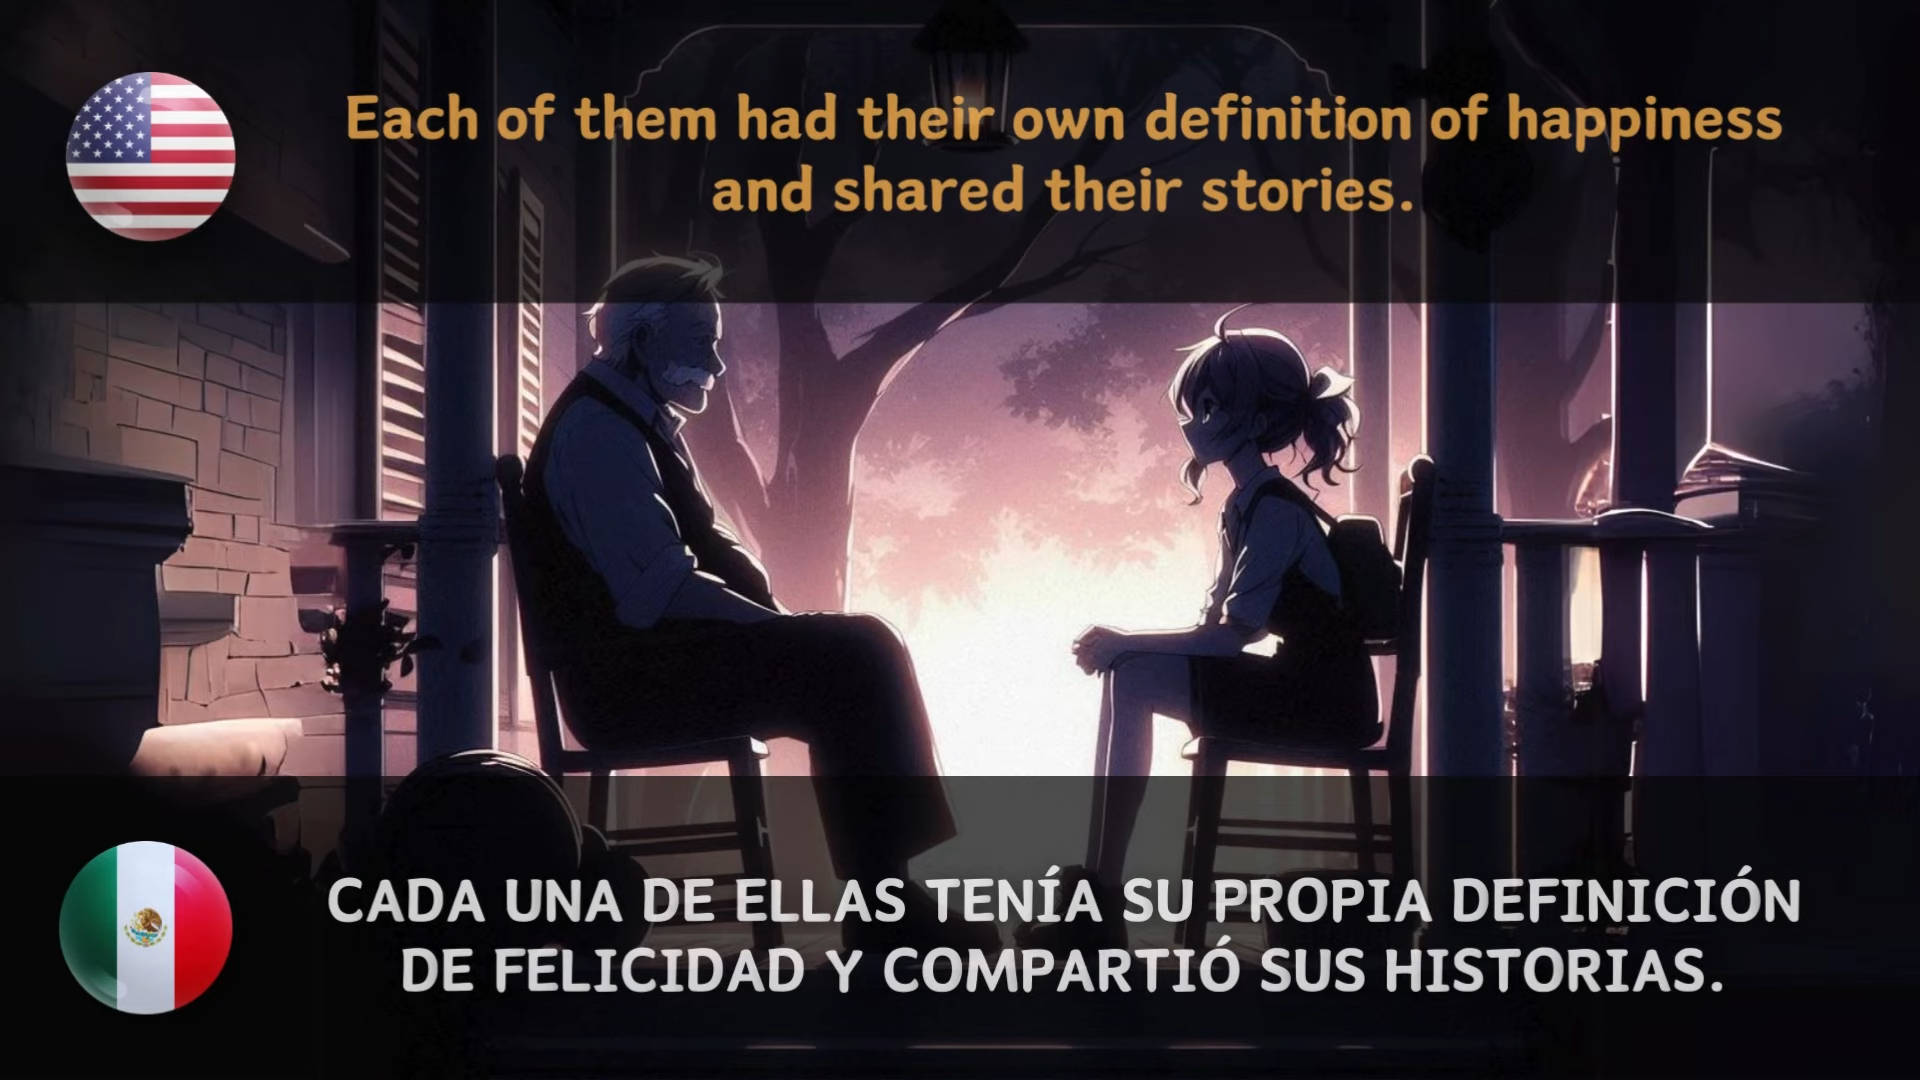 Each of them had their own definition of happiness
and shared their stories.
CADA UNA DE ELLAS TENÍA SU PROPIA DEFINICIÓN
DE FELICIDAD Y COMPARTIÓ SUS HISTORIAS.